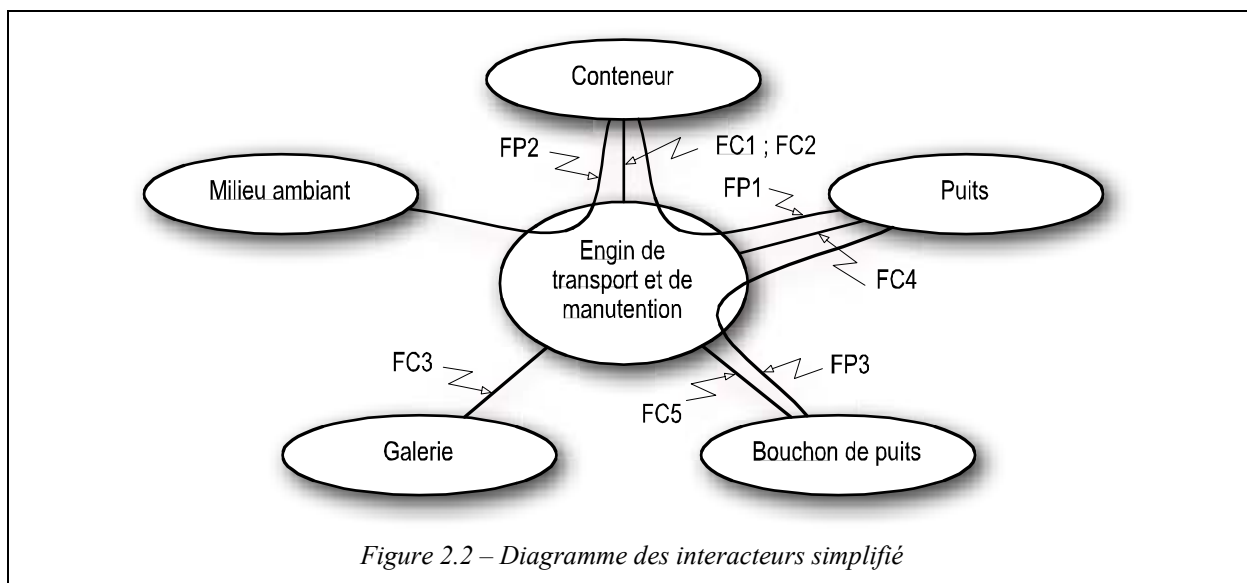 Conteneur
FP2
FC1 ; FC2
Milieu ambiant
FP1
Puits
Engin de
transport et de
manutention
FC4
FC3
FP3
FC5
Galerie
Bouchon de puits
Figure 2.2 – Diagramme des interacteurs simplifié